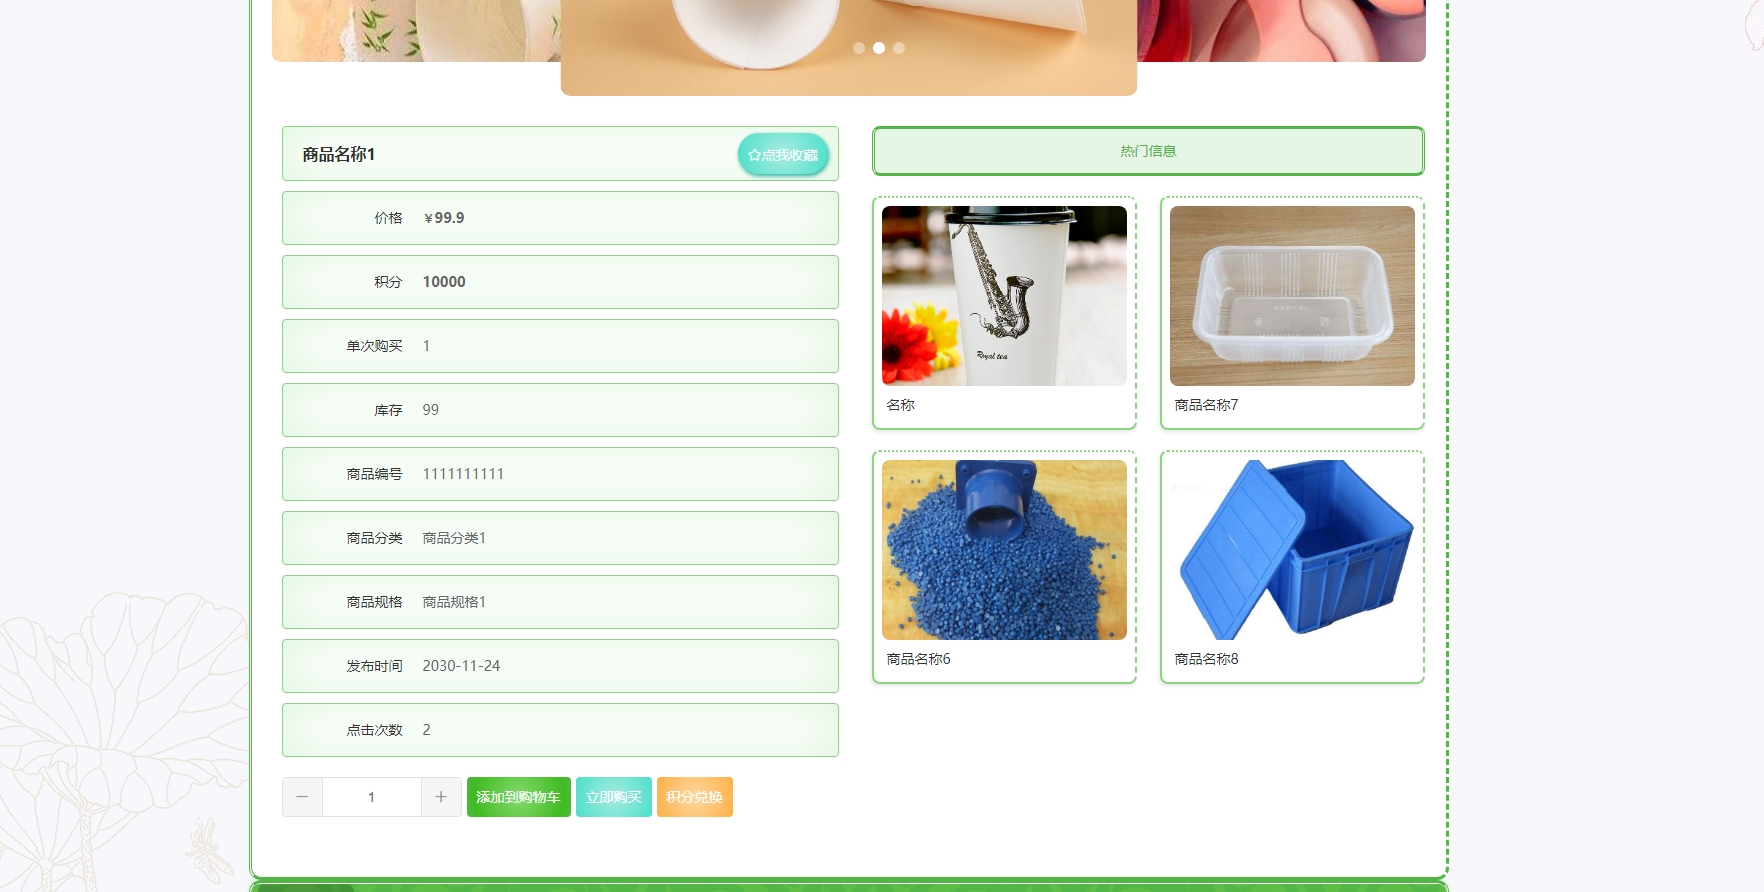 商品名称1
☆点我收藏
价格 ￥99.9
积分 10000
单次购买 1
库存 99
商品编号 1111111111
商品分类 商品分类1
商品规格 商品规格1
发布时间 2030-11-24
点击次数 2
− 1 +
添加到购物车
立即购买
积分兑换
热门信息
Royal tea
名称
商品名称7
商品名称6
商品名称8